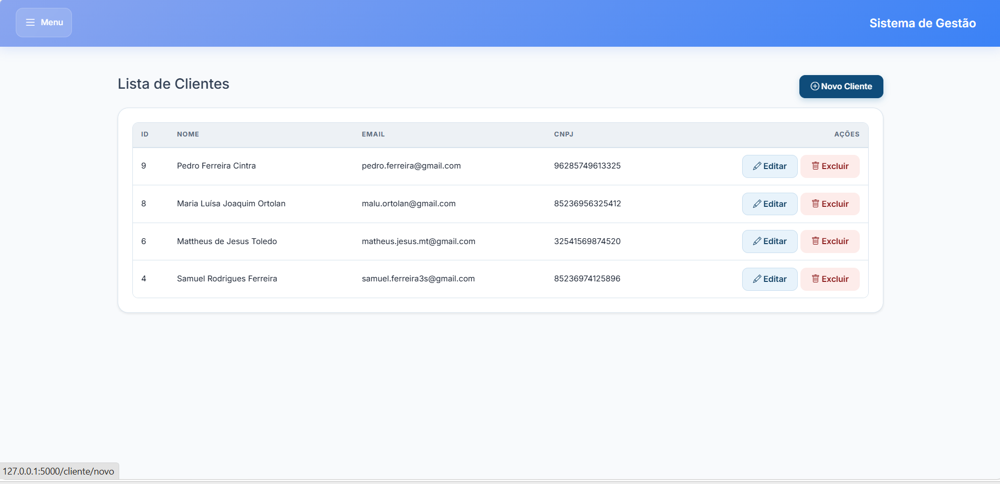 Menu
Sistema de Gestão
Lista de Clientes
Novo Cliente
ID NOME EMAIL CNPJ AÇÕES
9 Pedro Ferreira Cintra pedro.ferreira@gmail.com 96285749613325 Editar Excluir
8 Maria Luísa Joaquim Ortolan malu.ortolan@gmail.com 85236956325412 Editar Excluir
6 Mattheus de Jesus Toledo matheus.jesus.mt@gmail.com 32541569874520 Editar Excluir
4 Samuel Rodrigues Ferreira samuel.ferreira3s@gmail.com 85236974125896 Editar Excluir
127.0.0.1:5000/cliente/novo